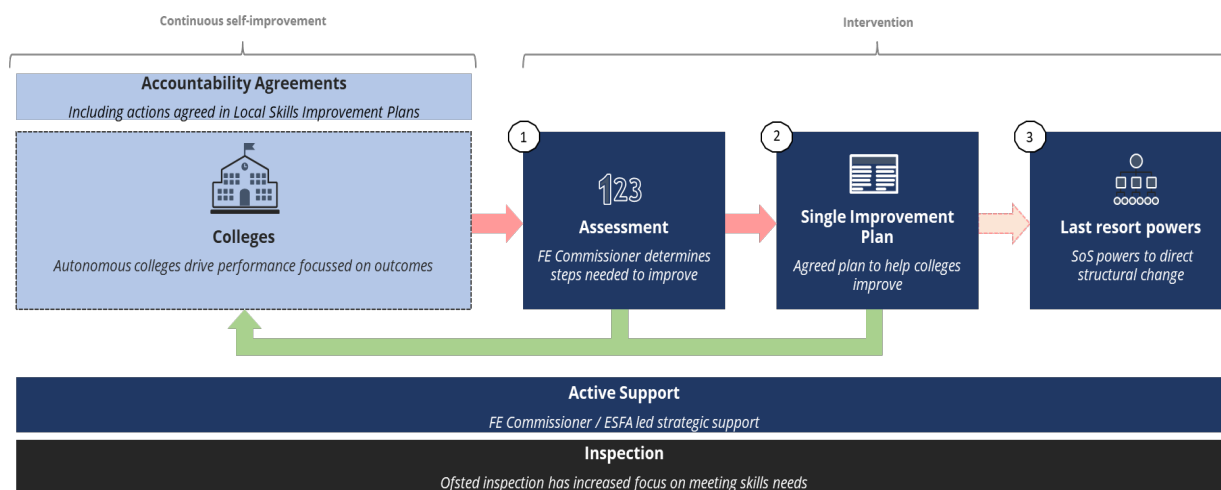 Continuous self-improvement
Intervention
Accountability Agreements
Including actions agreed in Local Skills Improvement Plans
Colleges
Autonomous colleges drive performance focussed on outcomes
1
123
Assessment
FE Commissioner determines
steps needed to improve
2
Single Improvement
Plan
Agreed plan to help colleges
improve
3
Last resort powers
SoS powers to direct
structural change
Active Support
FE Commissioner / ESFA led strategic support
Inspection
Ofsted inspection has increased focus on meeting skills needs